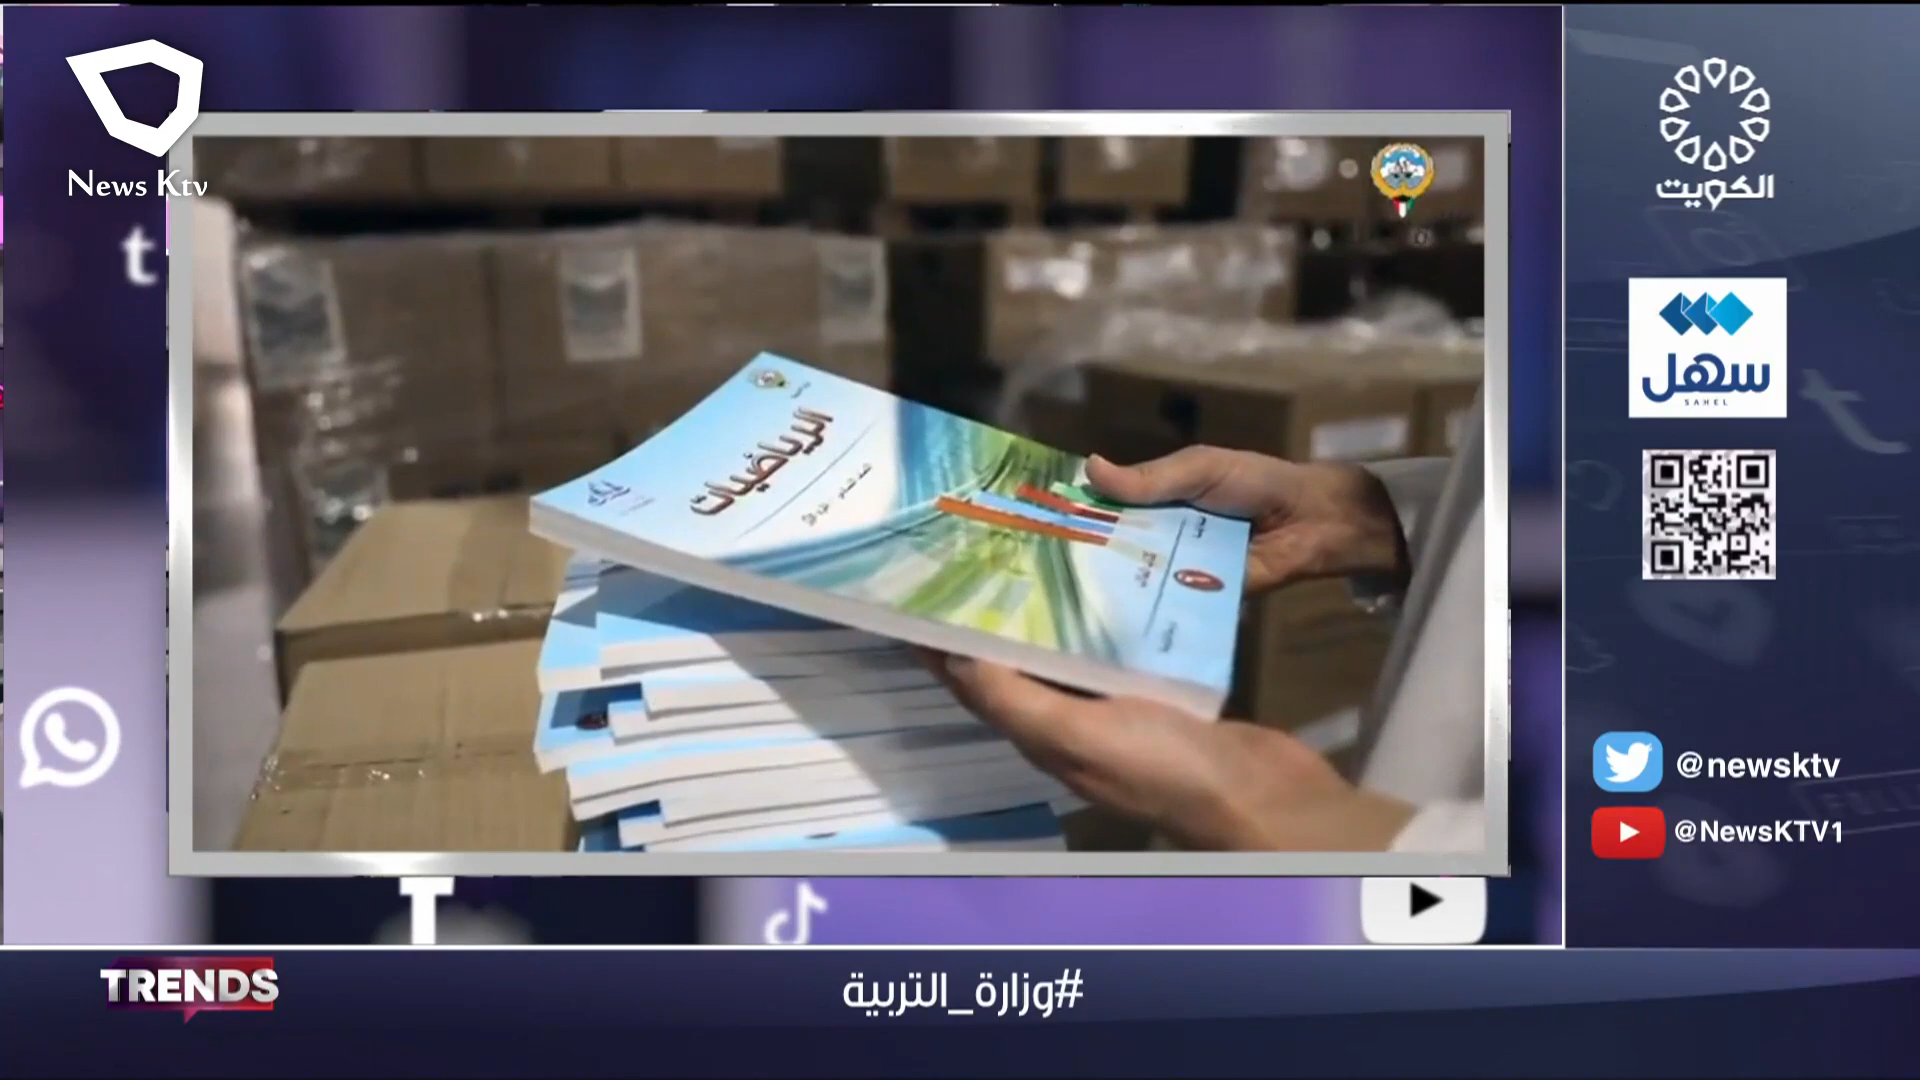 News Ktv
الكويت
سهل
SAHEL
الرياضيات
@newsktv
@NewsKTV1
TRENDS
#وزارة_التربية